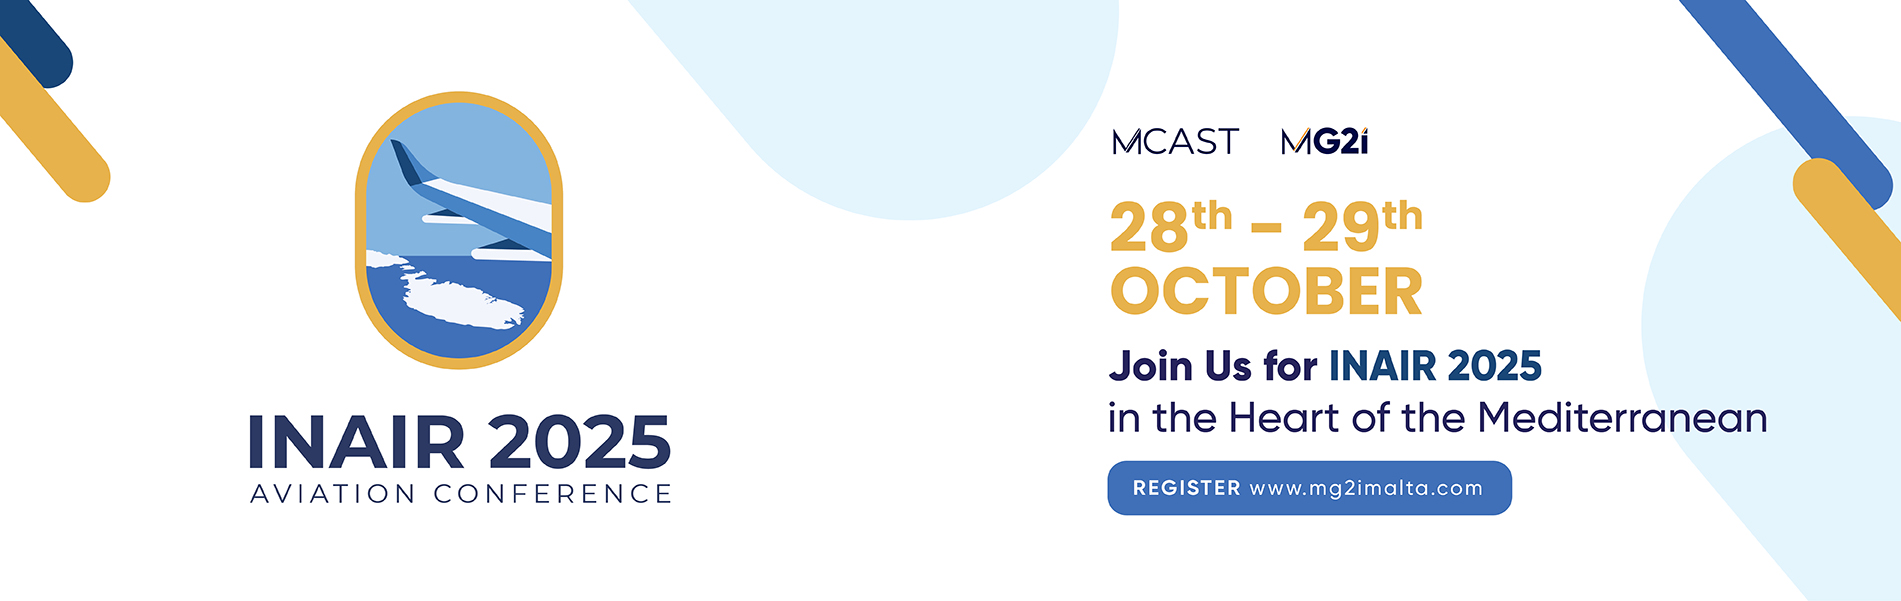 INAIR 2025
AVIATION CONFERENCE
MCAST MG2i
28th – 29th
OCTOBER
Join Us for INAIR 2025
in the Heart of the Mediterranean
REGISTER www.mg2imalta.com